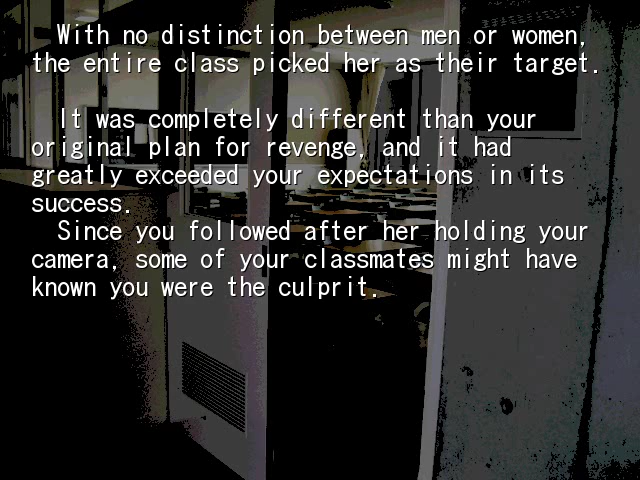 With no distinction between men or women,
the entire class picked her as their target.
It was completely different than your
original plan for revenge, and it had
greatly exceeded your expectations in its
success.
Since you followed after her holding your
camera, some of your classmates might have
known you were the culprit.